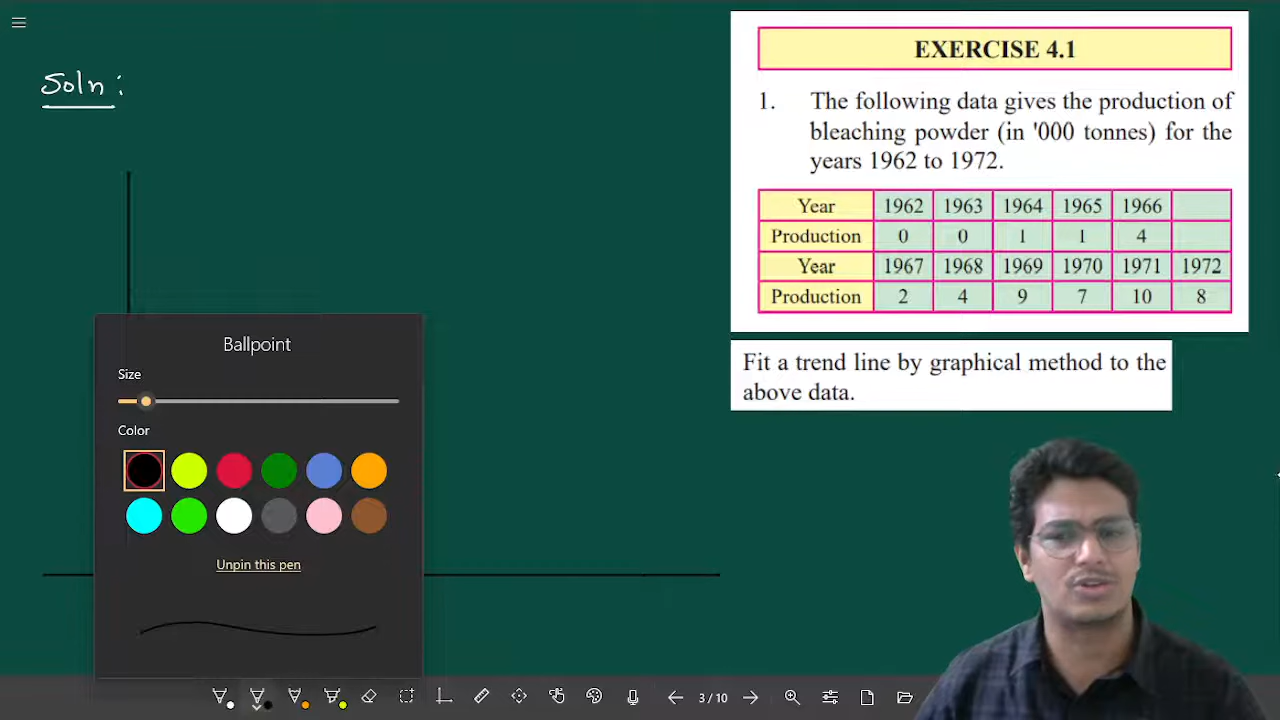 Soln :
EXERCISE 4.1
1. The following data gives the production of
bleaching powder (in '000 tonnes) for the
years 1962 to 1972.
Year 1962 1963 1964 1965 1966
Production 0 0 1 1 4
Year 1967 1968 1969 1970 1971 1972
Production 2 4 9 7 10 8
Fit a trend line by graphical method to the
above data.
Ballpoint
Size
Color
Unpin this pen
3/10